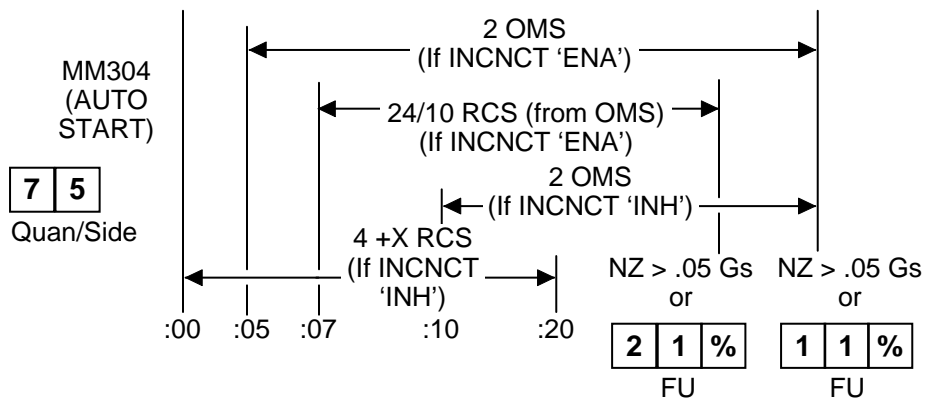 2 OMS
(If INCNCT 'ENA')
MM304
(AUTO
START)
24/10 RCS (from OMS)
(If INCNCT 'ENA')
7 5
Quan/Side
2 OMS
(If INCNCT 'INH')
4 +X RCS
(If INCNCT
'INH')
NZ > .05 Gs
or
NZ > .05 Gs
or
:00 :05 :07 :10 :20
2 1 %
FU
1 1 %
FU